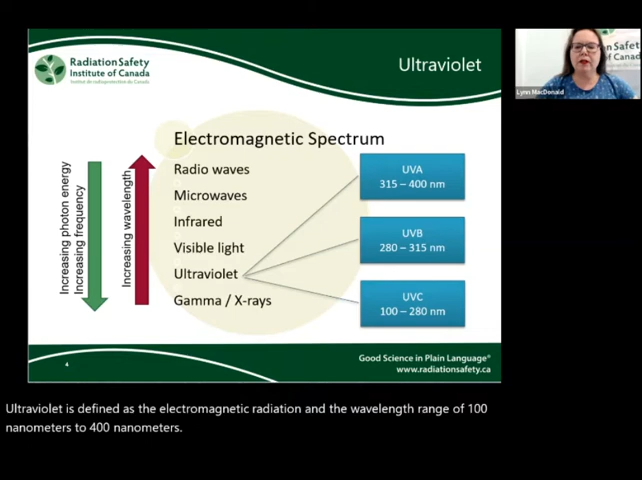 Radiation Safety
Institute of Canada
Institut de radioprotection du Canada
Ultraviolet
n Safety
of Canada
Lynn MacDonald
Electromagnetic Spectrum
Increasing photon energy
Increasing frequency
Increasing wavelength
Radio waves
Microwaves
Infrared
Visible light
Ultraviolet
Gamma / X-rays
UVA
315 – 400 nm
UVB
280 – 315 nm
UVC
100 – 280 nm
4
Good Science in Plain Language®
www.radiationsafety.ca
Ultraviolet is defined as the electromagnetic radiation and the wavelength range of 100
nanometers to 400 nanometers.